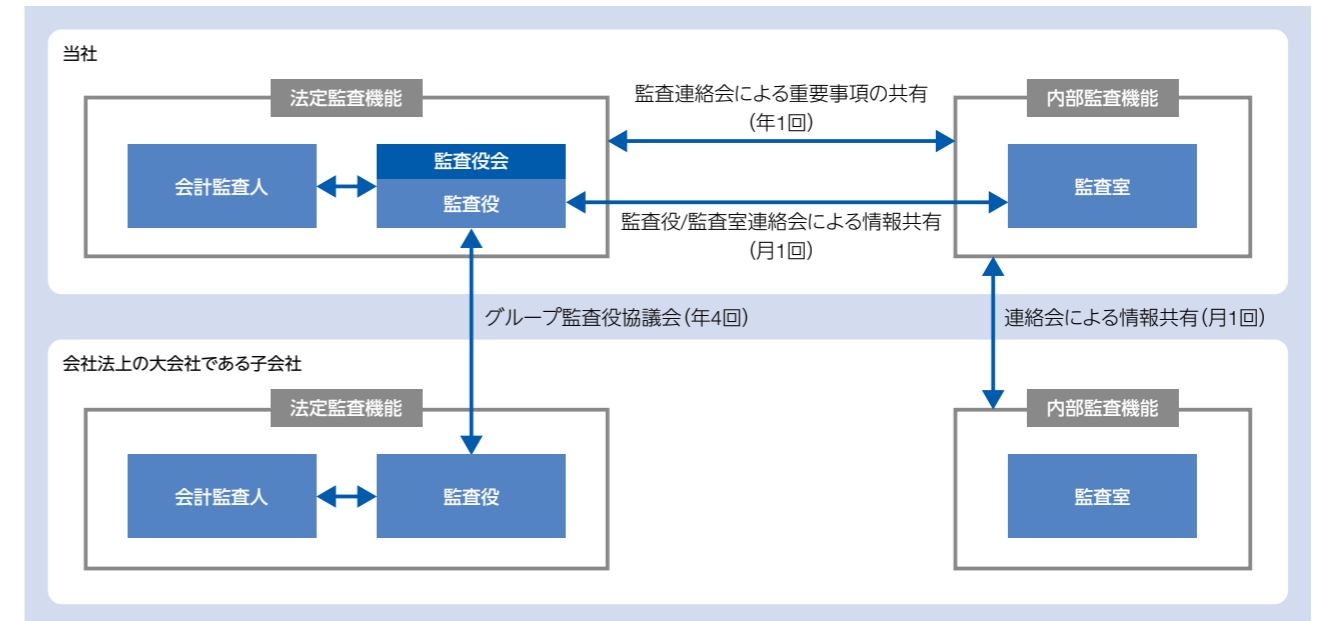 当社
法定監査機能
会計監査人
監査役会
監査役
監査連絡会による重要事項の共有
(年1回)
監査役/監査室連絡会による情報共有
(月1回)
内部監査機能
監査室
グループ監査役協議会(年4回)
連絡会による情報共有(月1回)
会社法上の大会社である子会社
法定監査機能
会計監査人
監査役
内部監査機能
監査室